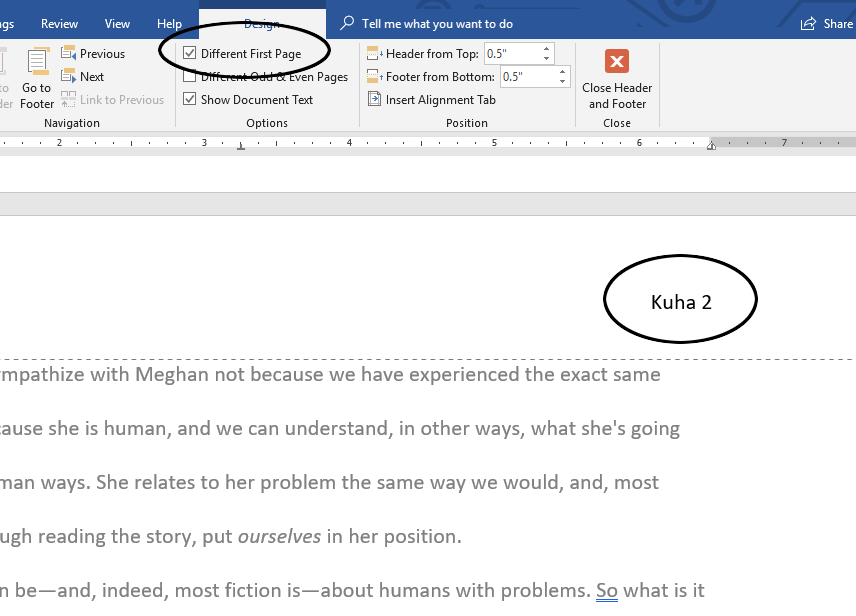 Review View Help Design Tell me what you want to do Share
Different First Page
Different Odd & Even Pages
Show Document Text
Options
Previous
Next
Link to Previous
Go to
Footer
Navigation
Header from Top: 0.5"
Footer from Bottom: 0.5"
Insert Alignment Tab
Position
Close Header
and Footer
Close
2 3 4 5 6 7
Kuha 2
mpathize with Meghan not because we have experienced the exact same
cause she is human, and we can understand, in other ways, what she's going
man ways. She relates to her problem the same way we would, and, most
ugh reading the story, put ourselves in her position.
n be—and, indeed, most fiction is—about humans with problems. So what is it